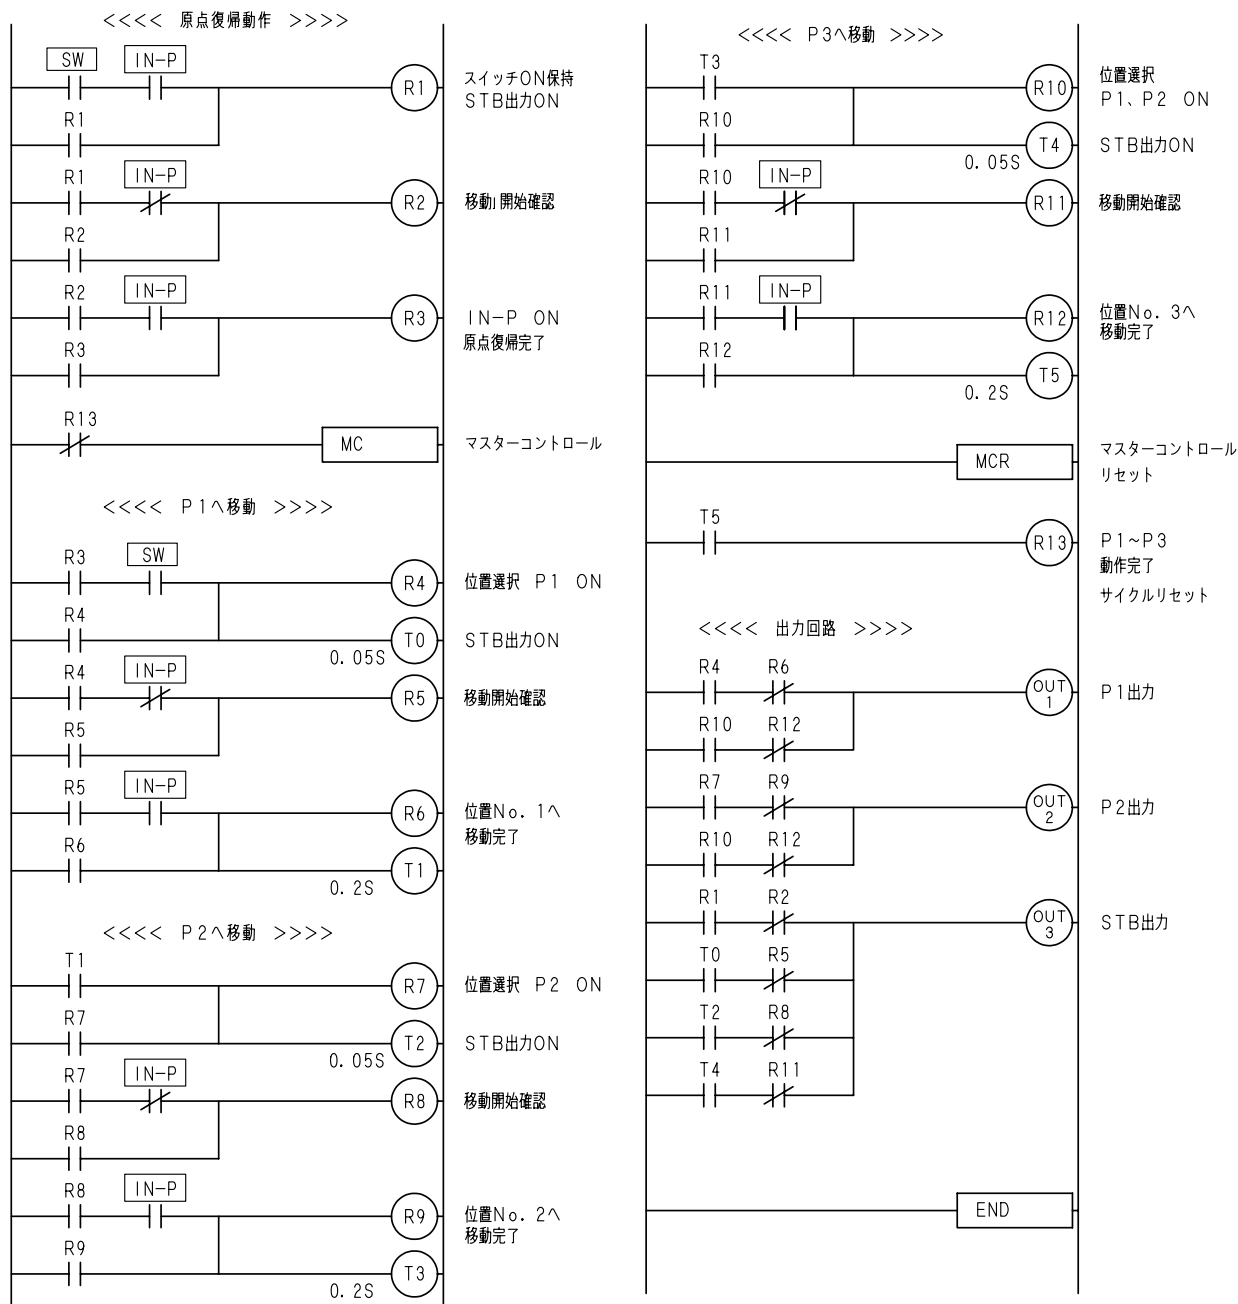 <<<< 原点復帰動作 >>>>
SW IN-P
R1 スイッチON保持
STB出力ON
R1
R1 IN-P
R2 移動 開始確認
R2
R2 IN-P
R3 IN-P ON
原点復帰完了
R3
R13
MC マスターコントロール
<<<< P1へ移動 >>>>
R3 SW
R4 位置選択 P1 ON
R4
T0 STB出力ON
0.05S
R4 IN-P
R5 移動開始確認
R5
R5 IN-P
R6 位置No.1へ
移動完了
R6
T1
0.2S
<<<< P2へ移動 >>>>
T1
R7 位置選択 P2 ON
R7
T2 STB出力ON
0.05S
R7 IN-P
R8 移動開始確認
R8
R8 IN-P
R9 位置No.2へ
移動完了
R9
T3
0.2S
<<<< P3へ移動 >>>>
T3
R10 位置選択
P1、P2 ON
R10
T4 STB出力ON
0.05S
R10 IN-P
R11 移動開始確認
R11
R11 IN-P
R12 位置No.3へ
移動完了
R12
T5
0.2S
MCR マスターコントロール
リセット
T5
R13 P1~P3
動作完了
サイクルリセット
<<<< 出力回路 >>>>
R4 R6
OUT
1
P1出力
R10 R12
R7 R9
OUT
2
P2出力
R10 R12
R1 R2
OUT
3
STB出力
T0 R5
T2 R8
T4 R11
END